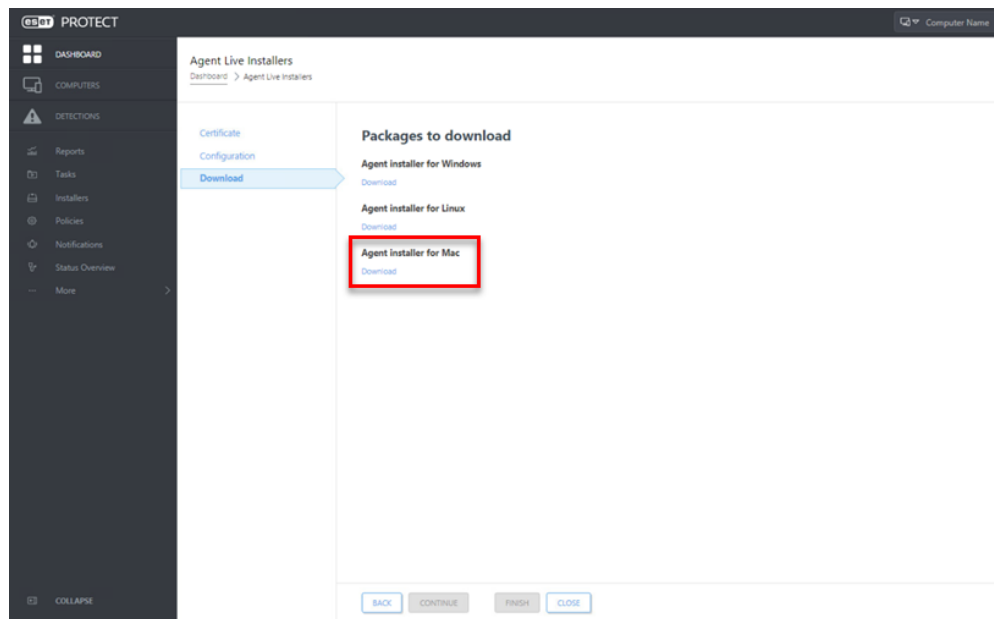 eset PROTECT
Computer Name
DASHBOARD
COMPUTERS
DETECTIONS
Reports
Tasks
Installers
Policies
Notifications
Status Overview
More
COLLAPSE
Agent Live Installers
Dashboard > Agent Live Installers
Certificate
Configuration
Download
Packages to download
Agent installer for Windows
Download
Agent installer for Linux
Download
Agent installer for Mac
Download
BACK CONTINUE FINISH CLOSE